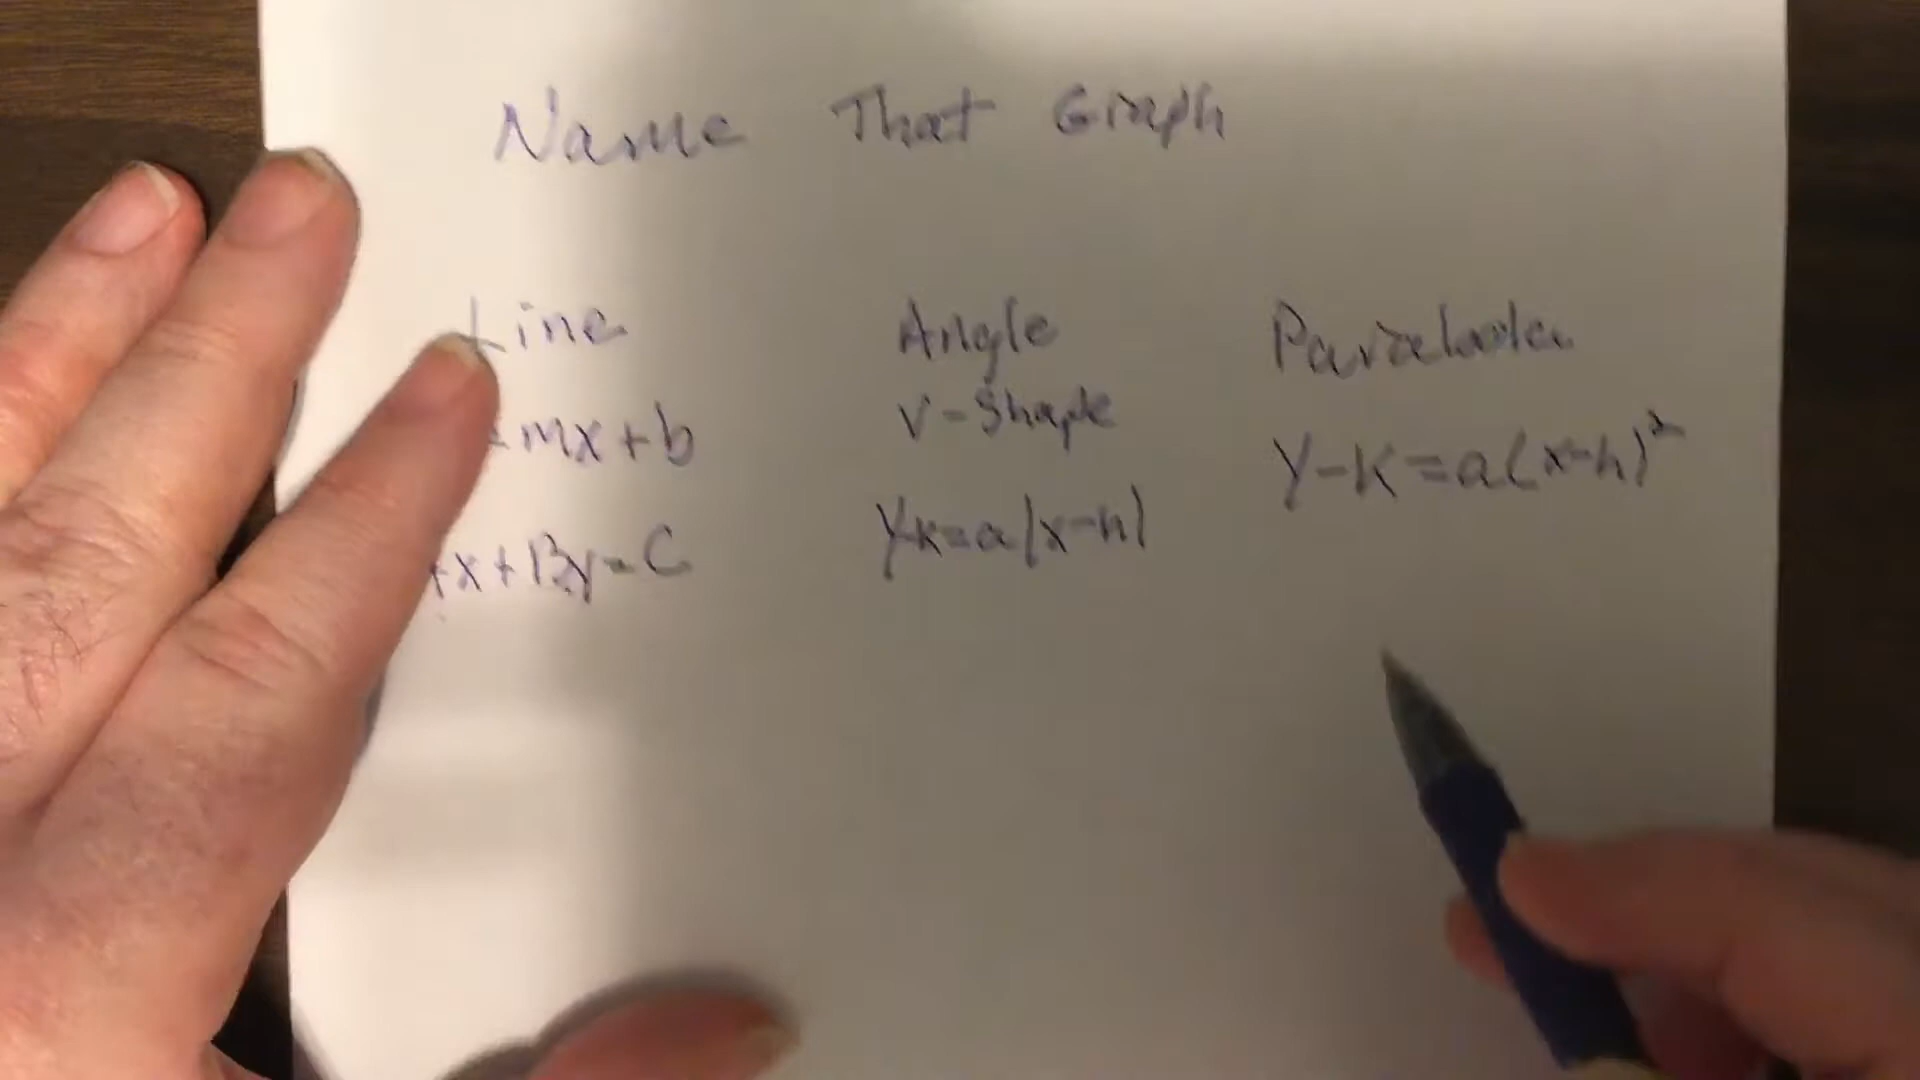 Name That Graph
Line
=mx+b
x+By=C
Angle
V-Shape
Y-K=a|x-h|
Parabola
Y-K=a(x-h)²